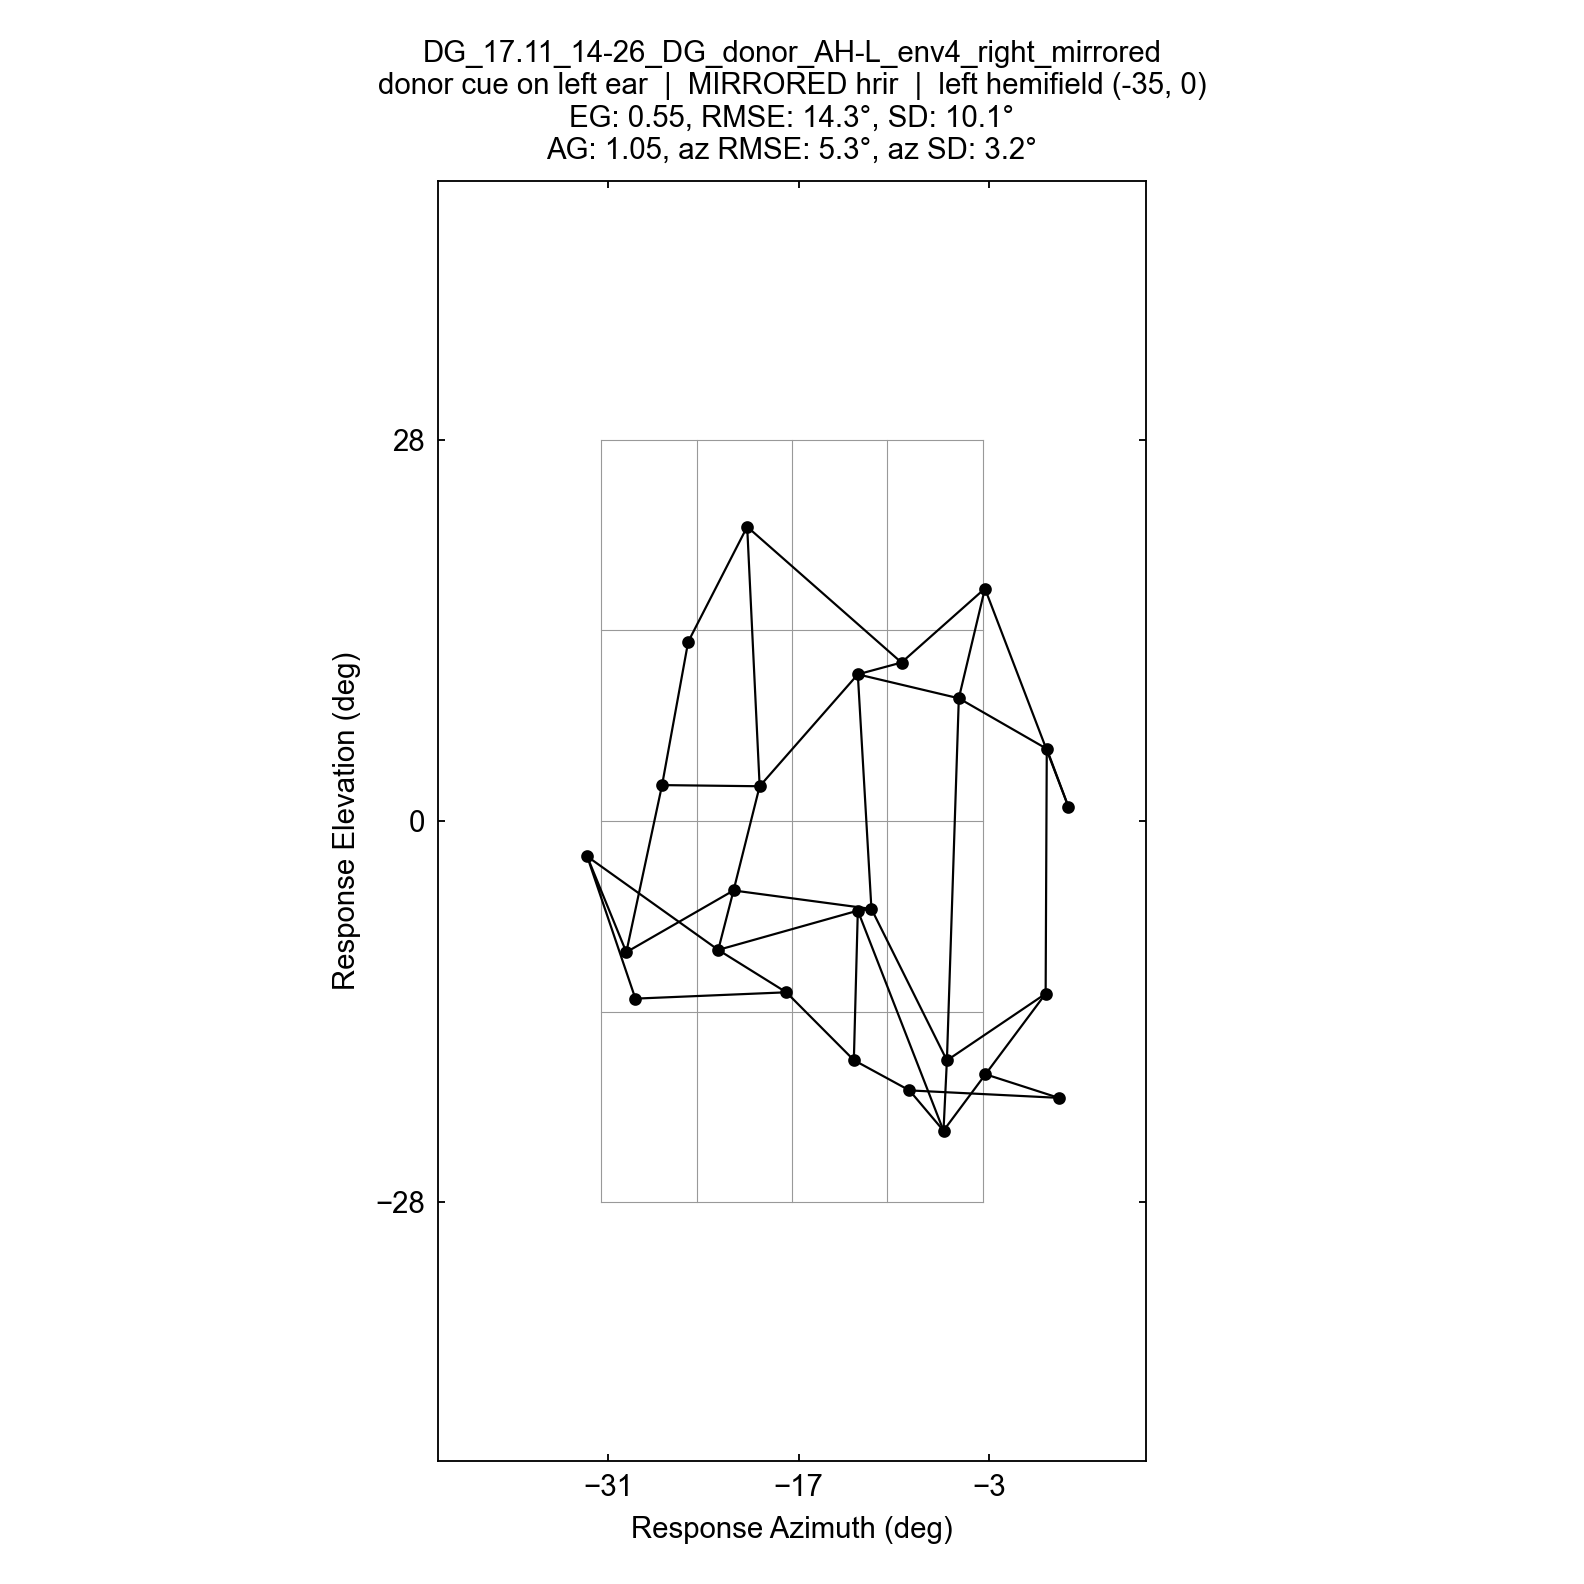 DG_17.11_14-26_DG_donor_AH-L_env4_right_mirrored
donor cue on left ear | MIRRORED hrir | left hemifield (-35, 0)
EG: 0.55, RMSE: 14.3°, SD: 10.1°
AG: 1.05, az RMSE: 5.3°, az SD: 3.2°
28
0
−28
Response Elevation (deg)
−31 −17 −3
Response Azimuth (deg)